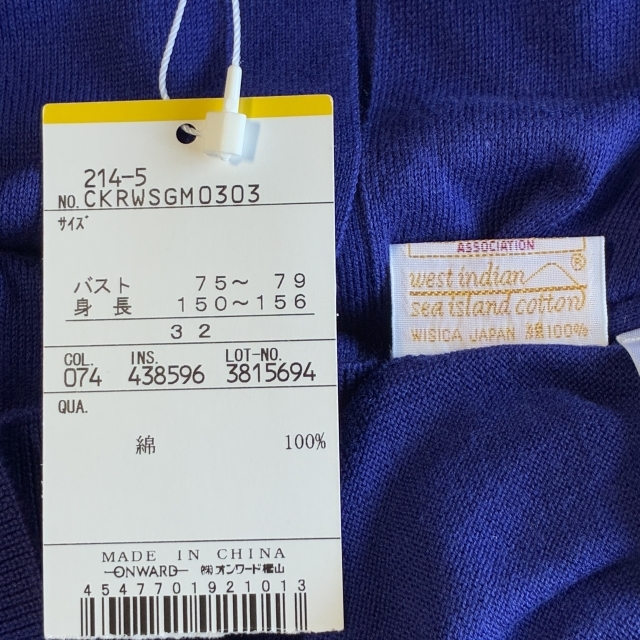 214-5
NO. CKRWSGM0303
サイズ
バスト 75～ 79
身 長 150～156
32
COL. INS. LOT-NO.
074 438596 3815694
QUA.
綿 100%
MADE IN CHINA
ONWARD ㈱オンワード樫山
4547701921013
ASSOCIATION
west indian ®
sea island cotton
WISICA JAPAN 綿100%